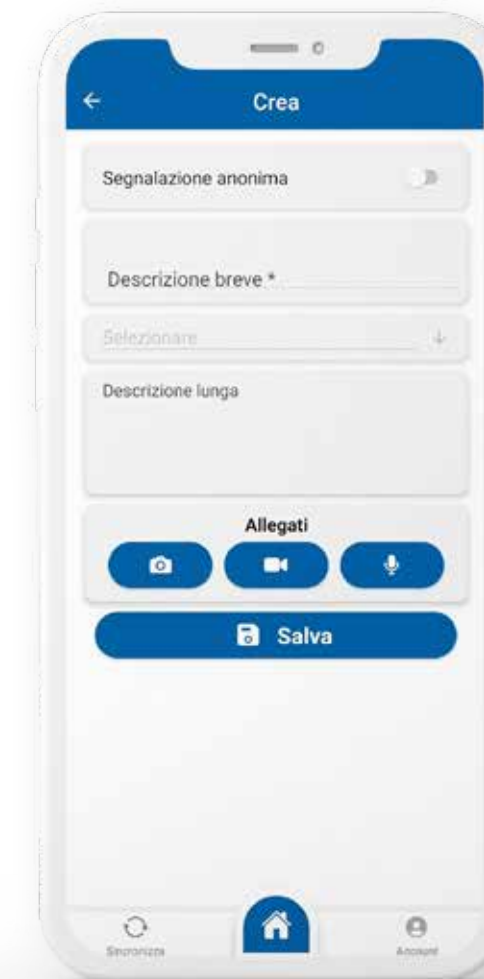 Crea
Segnalazione anonima
Descrizione breve *
Selezionare
Descrizione lunga
Allegati
Salva
Sincronizza
Account